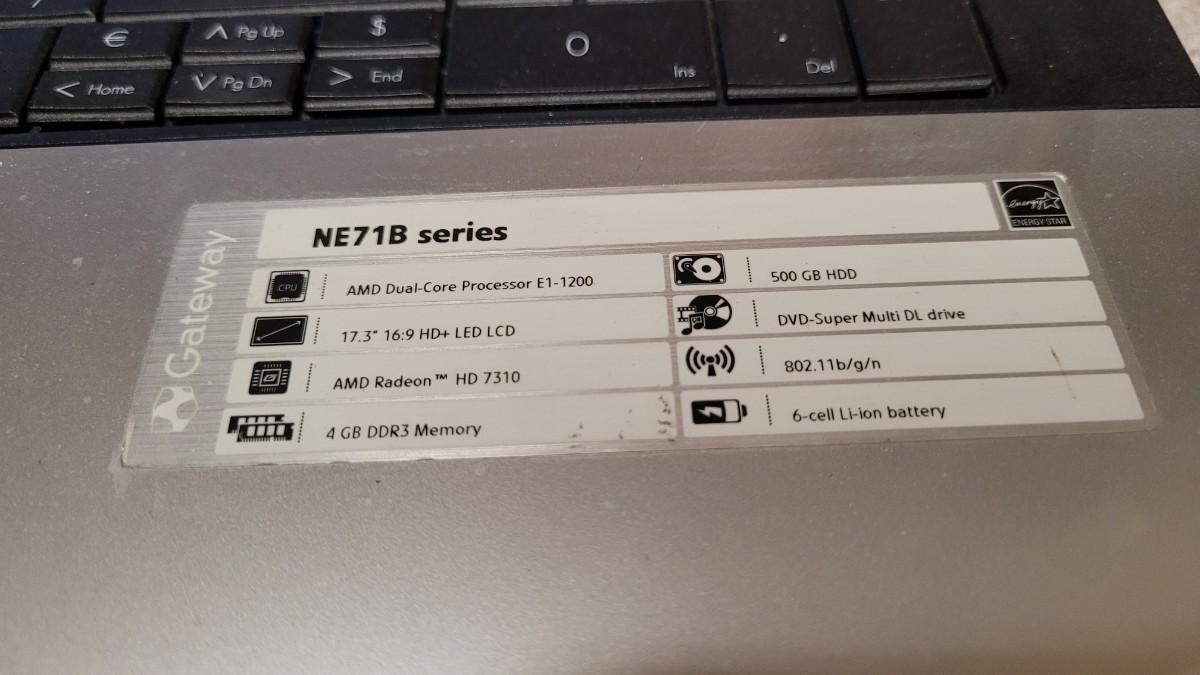 €
Pg Up
$
Home
Pg Dn
End
0
Ins
.
Del
Gateway
NE71B series
energy
ENERGY STAR
CPU
AMD Dual-Core Processor E1-1200
17.3" 16:9 HD+ LED LCD
AMD Radeon™ HD 7310
4 GB DDR3 Memory
500 GB HDD
DVD-Super Multi DL drive
802.11b/g/n
6-cell Li-ion battery